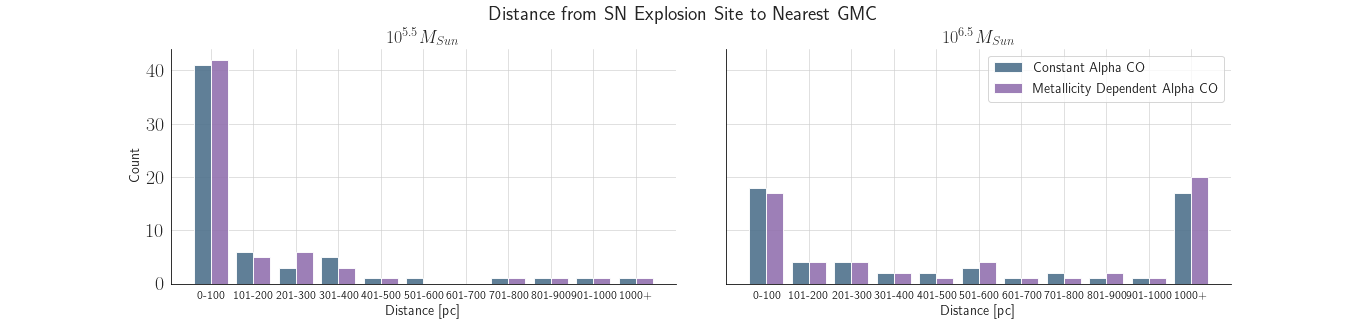 Distance from SN Explosion Site to Nearest GMC
10^5.5 M_Sun
10^6.5 M_Sun
Constant Alpha CO
Metallicity Dependent Alpha CO
40
30
20
10
0
Count
0-100 101-200 201-300 301-400 401-500 501-600 601-700 701-800 801-900 901-1000 1000+
Distance [pc]
0-100 101-200 201-300 301-400 401-500 501-600 601-700 701-800 801-900 901-1000 1000+
Distance [pc]